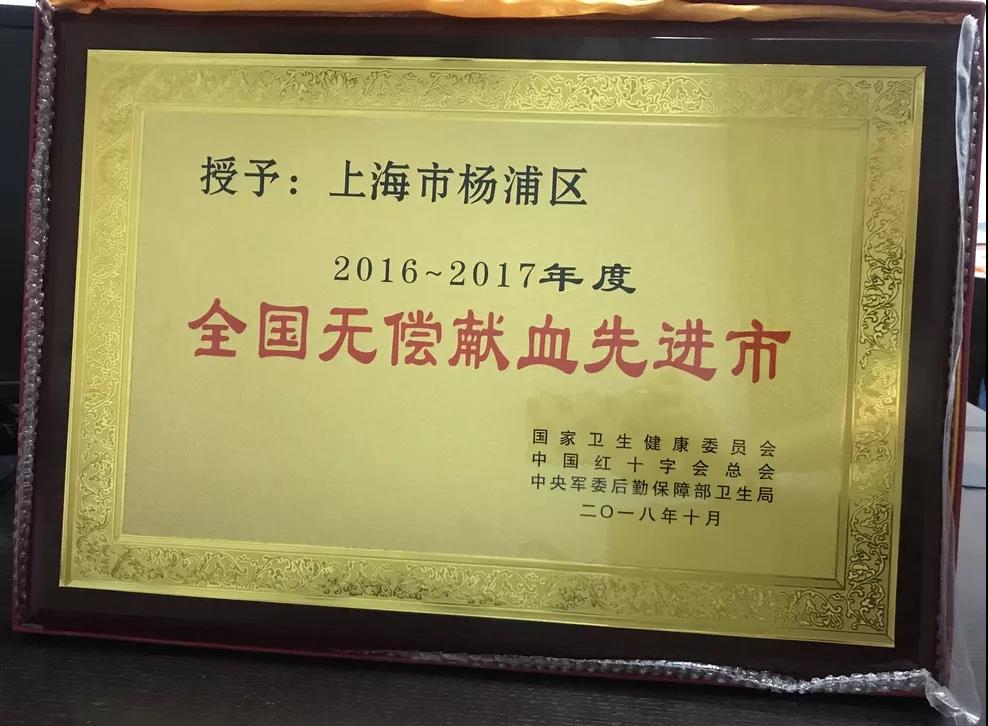 授予：上海市杨浦区
2016~2017年度
全国无偿献血先进市
国家卫生健康委员会
中国红十字会总会
中央军委后勤保障部卫生局
二〇一八年十月